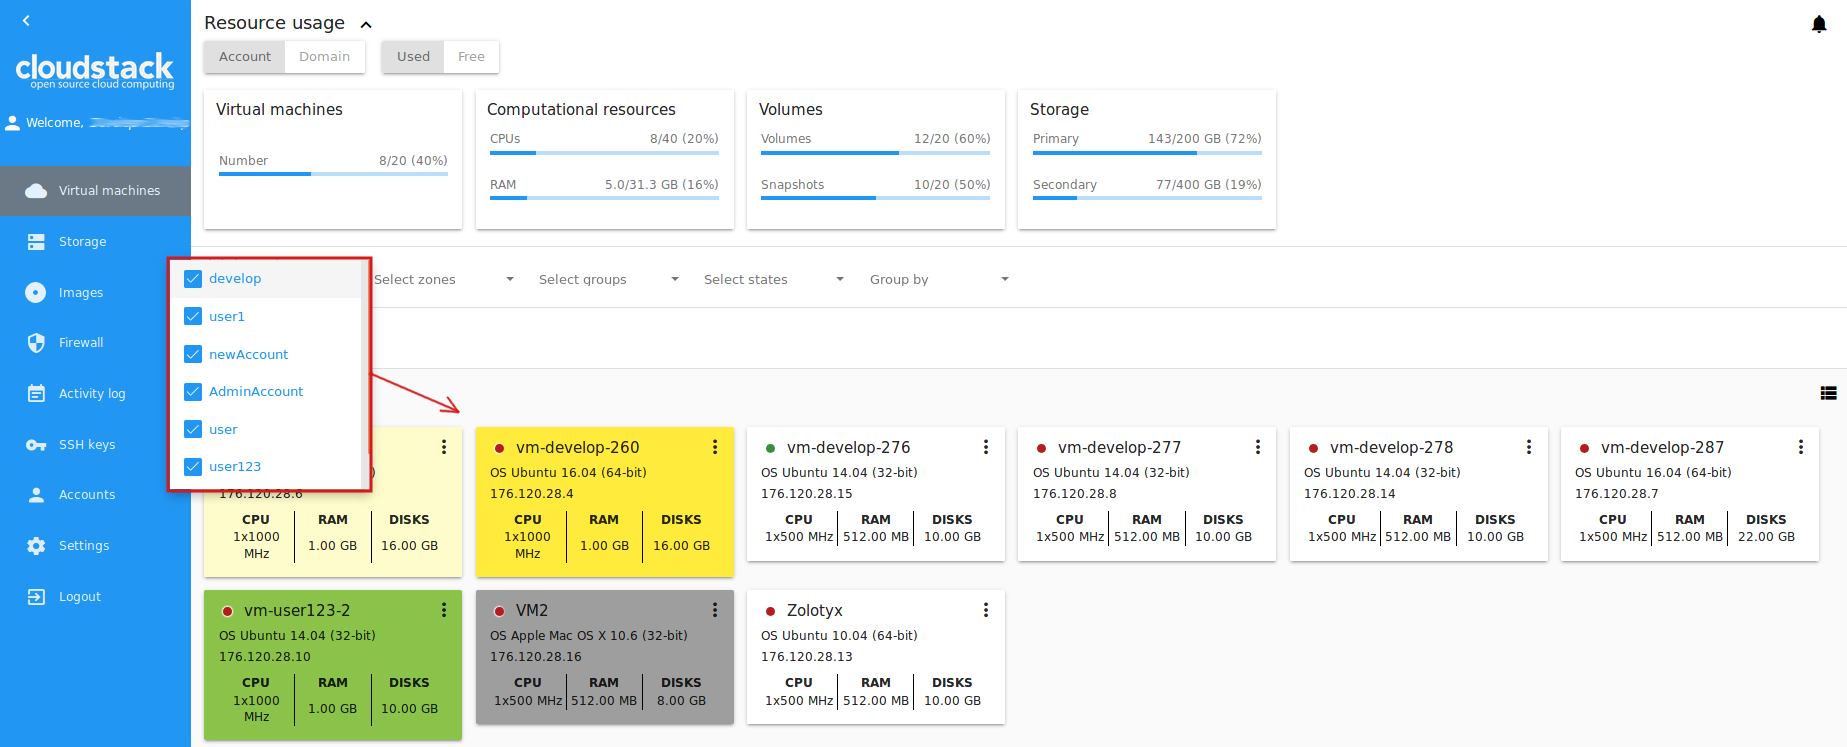 Resource usage
Account Domain Used Free
cloudstack
open source cloud computing
Welcome,
Virtual machines
Storage
Images
Firewall
Activity log
SSH keys
Accounts
Settings
Logout
Virtual machines
Number 8/20 (40%)
Computational resources
CPUs 8/40 (20%)
RAM 5.0/31.3 GB (16%)
Volumes
Volumes 12/20 (60%)
Snapshots 10/20 (50%)
Storage
Primary 143/200 GB (72%)
Secondary 77/400 GB (19%)
develop
user1
newAccount
AdminAccount
user
user123
Select zones Select groups Select states Group by
)
176.120.28.6
CPU RAM DISKS
1x1000 MHz 1.00 GB 16.00 GB
vm-develop-260
OS Ubuntu 16.04 (64-bit)
176.120.28.4
CPU RAM DISKS
1x1000 MHz 1.00 GB 16.00 GB
vm-develop-276
OS Ubuntu 14.04 (32-bit)
176.120.28.15
CPU RAM DISKS
1x500 MHz 512.00 MB 10.00 GB
vm-develop-277
OS Ubuntu 14.04 (32-bit)
176.120.28.8
CPU RAM DISKS
1x500 MHz 512.00 MB 10.00 GB
vm-develop-278
OS Ubuntu 14.04 (32-bit)
176.120.28.14
CPU RAM DISKS
1x500 MHz 512.00 MB 10.00 GB
vm-develop-287
OS Ubuntu 16.04 (64-bit)
176.120.28.7
CPU RAM DISKS
1x500 MHz 512.00 MB 22.00 GB
vm-user123-2
OS Ubuntu 14.04 (32-bit)
176.120.28.10
CPU RAM DISKS
1x1000 MHz 1.00 GB 10.00 GB
VM2
OS Apple Mac OS X 10.6 (32-bit)
176.120.28.16
CPU RAM DISKS
1x500 MHz 512.00 MB 8.00 GB
Zolotyx
OS Ubuntu 10.04 (64-bit)
176.120.28.13
CPU RAM DISKS
1x500 MHz 512.00 MB 10.00 GB